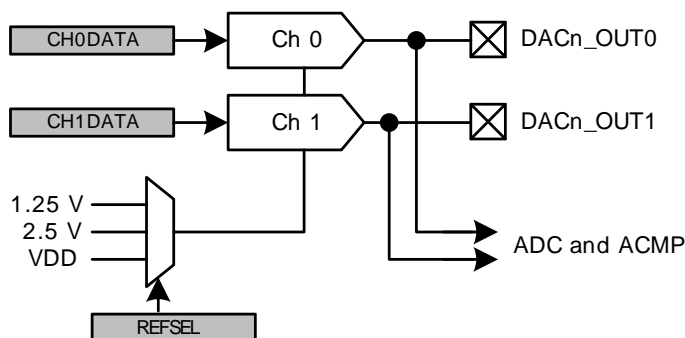 CH0DATA
Ch 0
DACn_OUT0
CH1DATA
Ch 1
DACn_OUT1
1.25 V
2.5 V
VDD
ADC and ACMP
REFSEL